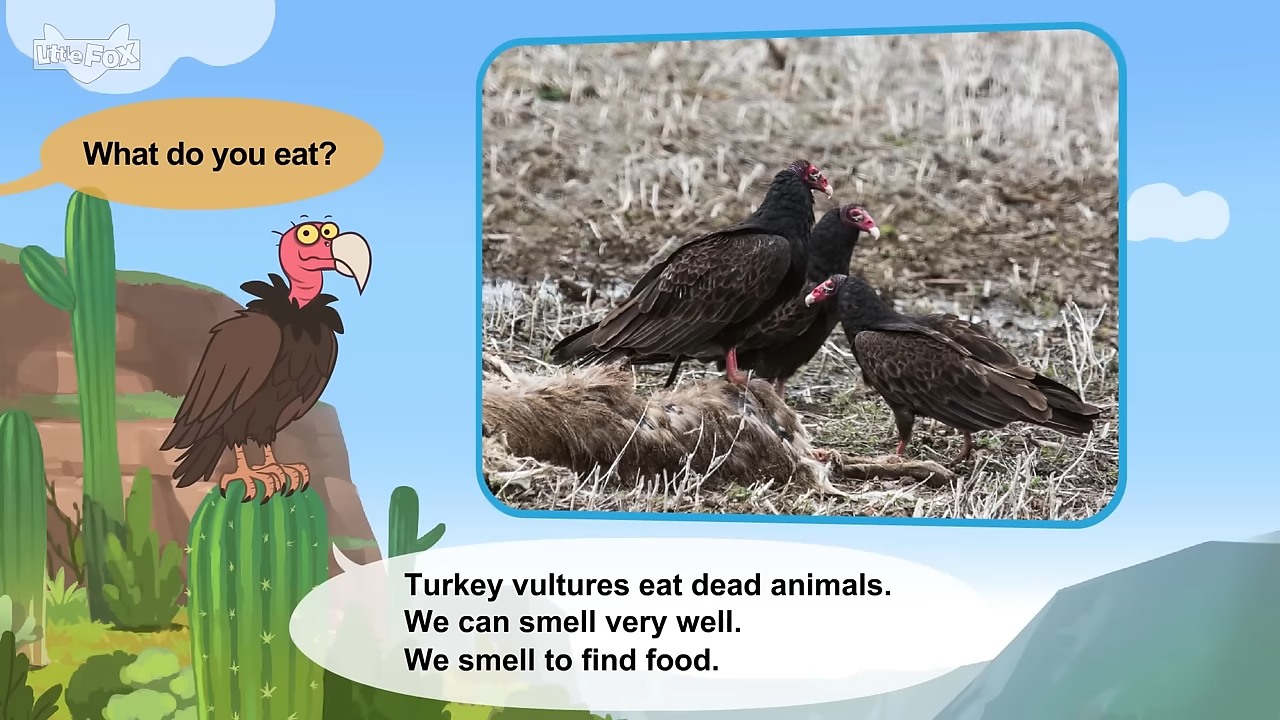 Little Fox
What do you eat?
Turkey vultures eat dead animals.
We can smell very well.
We smell to find food.